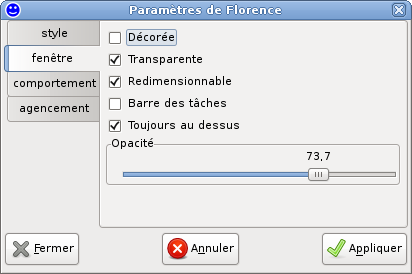 Paramètres de Florence
style
fenêtre
comportement
agencement
Décorée
Transparente
Redimensionnable
Barre des tâches
Toujours au dessus
Opacité
73,7
Fermer
Annuler
Appliquer